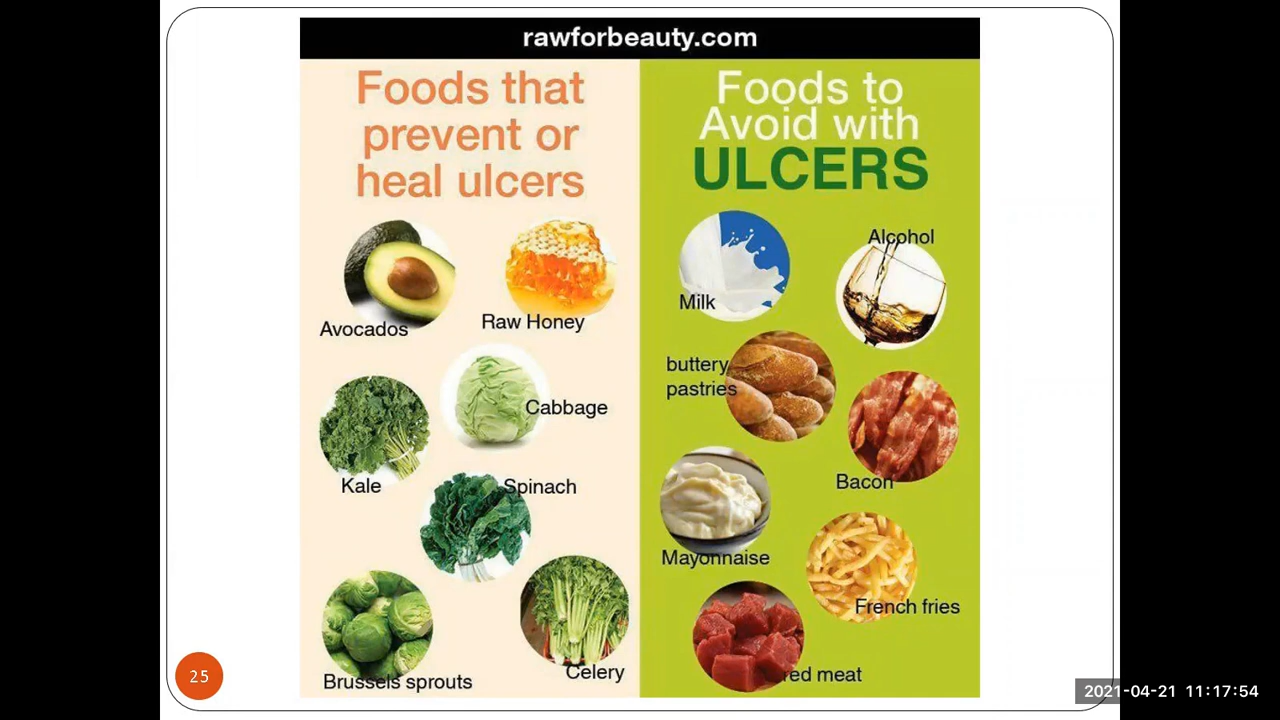 rawforbeauty.com
Foods that
prevent or
heal ulcers
Avocados
Raw Honey
Cabbage
Kale
Spinach
Celery
Brussels sprouts
Foods to
Avoid with
ULCERS
Alcohol
Milk
buttery
pastries
Bacon
Mayonnaise
French fries
red meat
25
2021-04-21 11:17:54